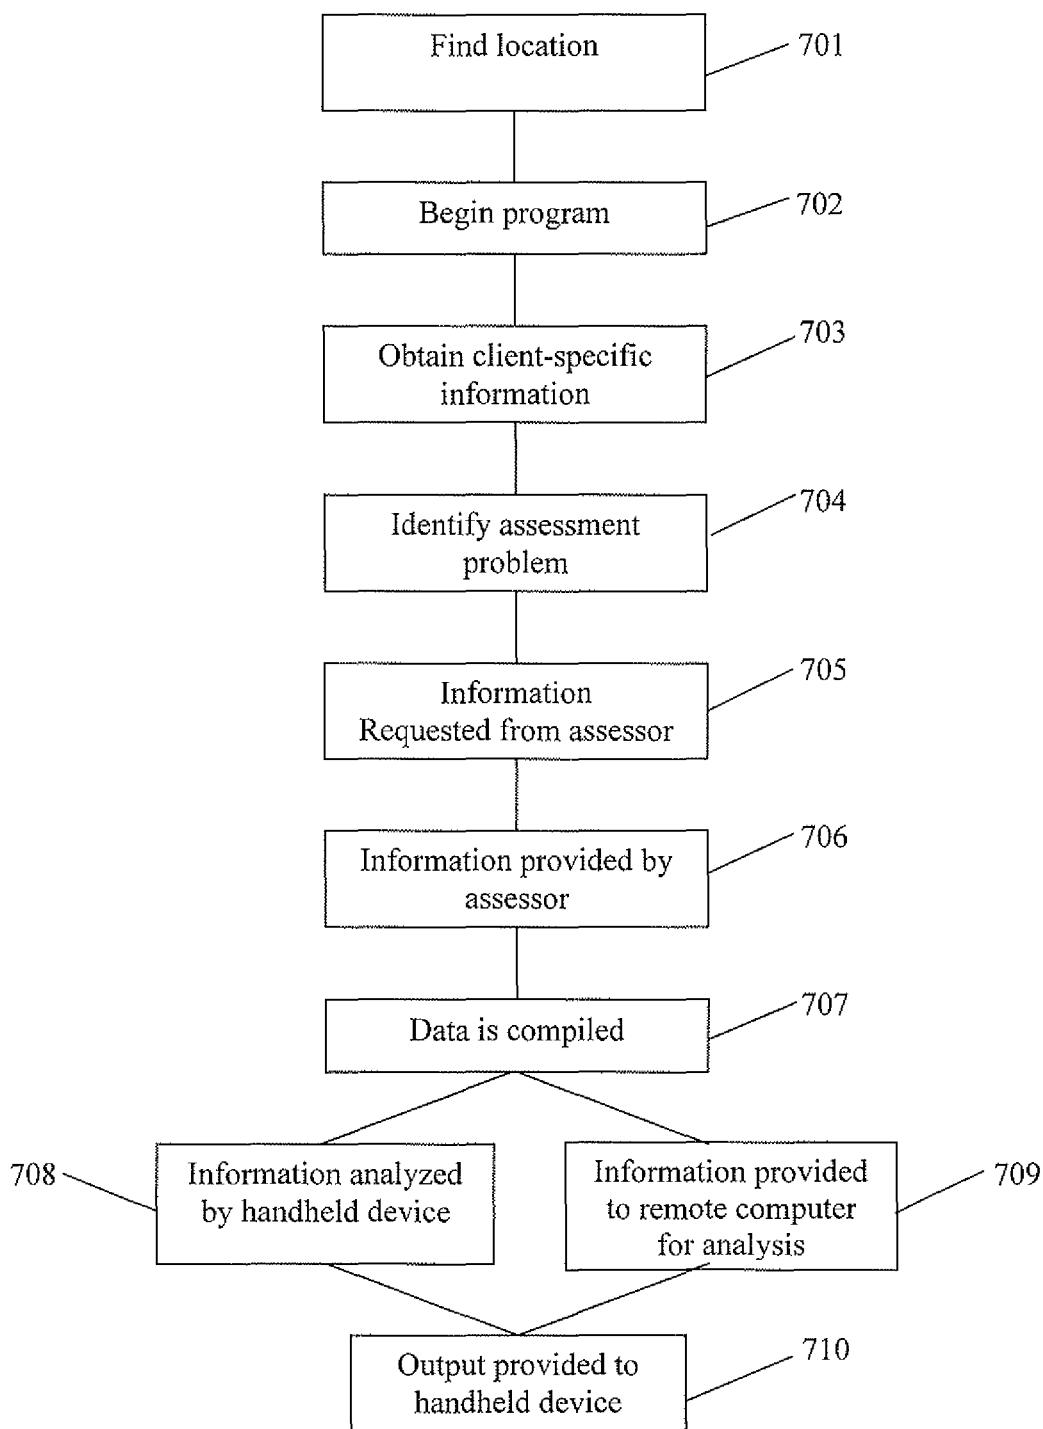 Find location
701
Begin program
702
Obtain client-specific
information
703
Identify assessment
problem
704
Information
Requested from assessor
705
Information provided by
assessor
706
Data is compiled
707
708
Information analyzed
by handheld device
Information provided
to remote computer
for analysis
709
Output provided to
handheld device
710